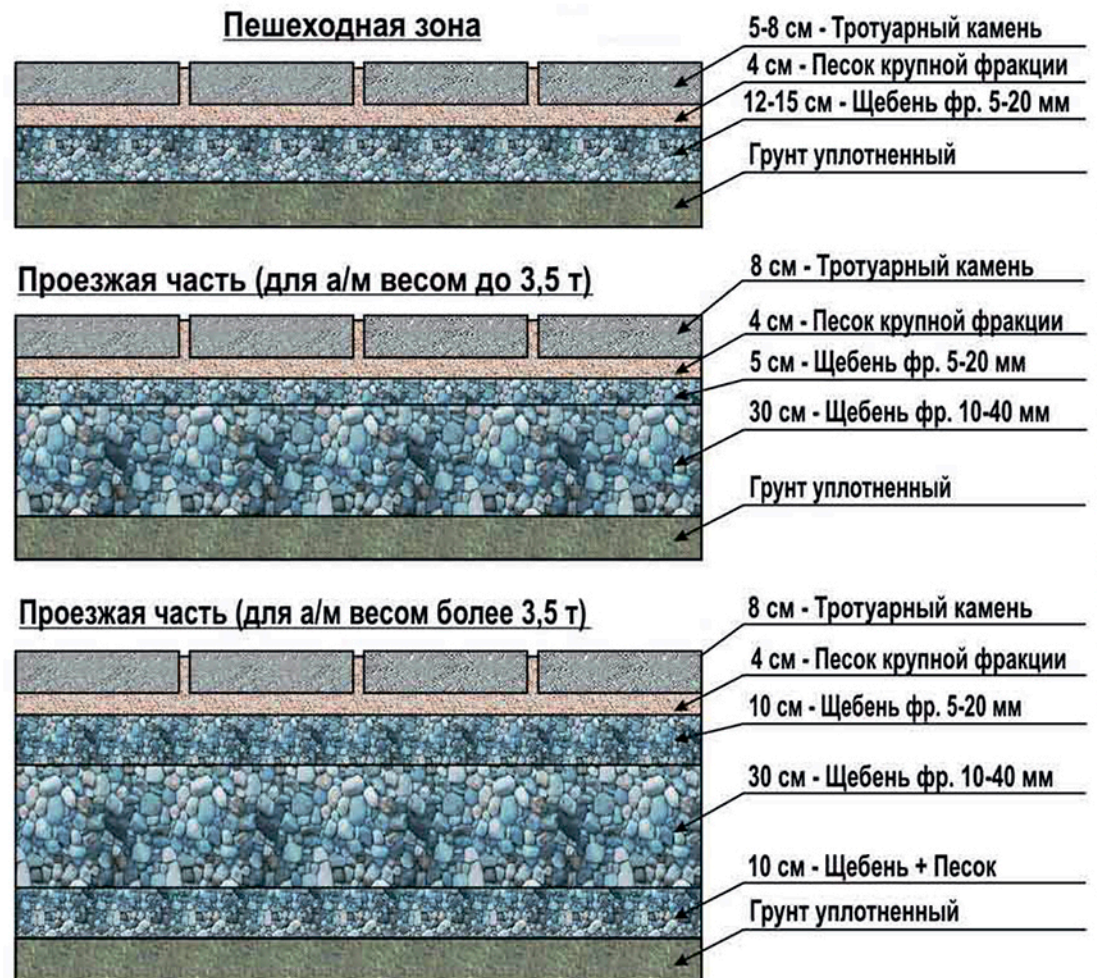 Пешеходная зона
5-8 см - Тротуарный камень
4 см - Песок крупной фракции
12-15 см - Щебень фр. 5-20 мм
Грунт уплотненный
Проезжая часть (для а/м весом до 3,5 т)
8 см - Тротуарный камень
4 см - Песок крупной фракции
5 см - Щебень фр. 5-20 мм
30 см - Щебень фр. 10-40 мм
Грунт уплотненный
Проезжая часть (для а/м весом более 3,5 т)
8 см - Тротуарный камень
4 см - Песок крупной фракции
10 см - Щебень фр. 5-20 мм
30 см - Щебень фр. 10-40 мм
10 см - Щебень + Песок
Грунт уплотненный